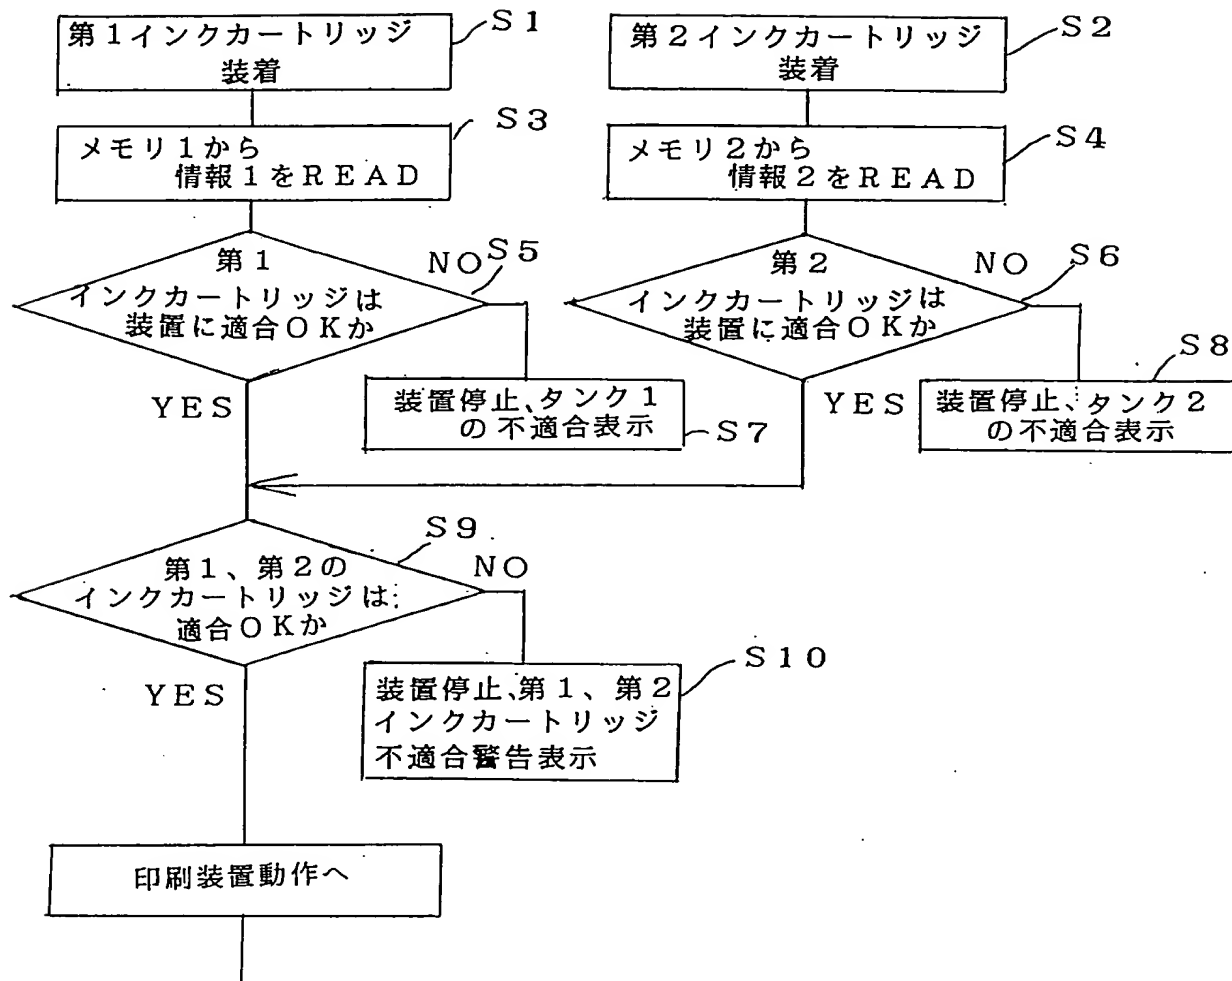 第1インクカートリッジ
装着
S1
第2インクカートリッジ
装着
S2
メモリ1から
情報1をREAD
S3
メモリ2から
情報2をREAD
S4
第1
インクカートリッジは
装置に適合OKか
NO
S5
第2
インクカートリッジは
装置に適合OKか
NO
S6
YES
装置停止、タンク1
の不適合表示
S7
YES
装置停止、タンク2
の不適合表示
S8
第1、第2の
インクカートリッジは
適合OKか
S9
NO
YES
装置停止、第1、第2
インクカートリッジ
不適合警告表示
S10
印刷装置動作へ